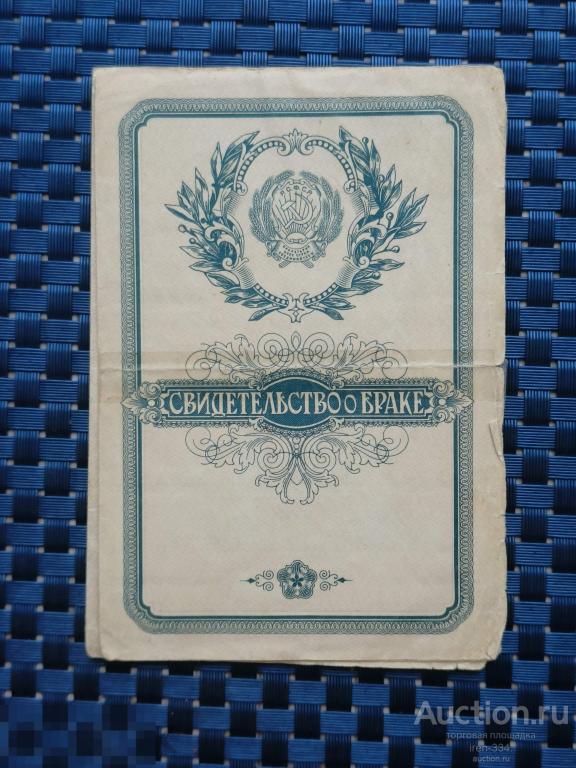 СВИДЕТЕЛЬСТВО О БРАКЕ
Auction.ru
торговая площадка
iren-334
auction.ru